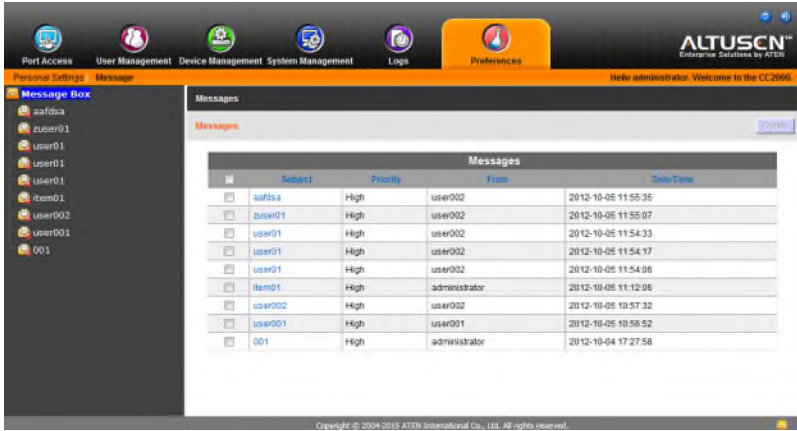 Port Access User Management Device Management System Management Logs Preferences
ALTUSCN™
Enterprise Solutions by ATEN
Personal Settings Message
Hello administrator. Welcome to the CC2000.
Message Box
aafdsa
zuser01
user01
user01
user01
item01
user002
user001
001
Messages
Messages
Delete
Messages
Subject Priority From Date/Time
aafdsa High user002 2012-10-05 11:55:35
zuser01 High user002 2012-10-05 11:55:07
user01 High user002 2012-10-05 11:54:33
user01 High user002 2012-10-05 11:54:17
user01 High user002 2012-10-05 11:54:06
item01 High administrator 2012-10-05 11:12:06
user002 High user002 2012-10-05 10:57:32
user001 High user001 2012-10-05 10:56:52
001 High administrator 2012-10-04 17:27:58
Copyright © 2004-2015 ATEN International Co., Ltd. All rights reserved.